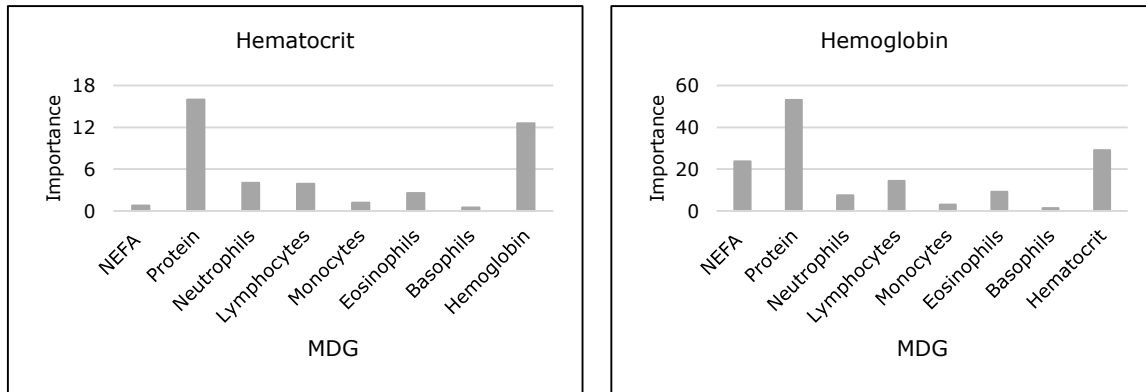 Hematocrit
Importance
18
12
6
0
NEFA
Protein
Neutrophils
Lymphocytes
Monocytes
Eosinophils
Basophils
Hemoglobin
MDG
Hemoglobin
Importance
60
40
20
0
NEFA
Protein
Neutrophils
Lymphocytes
Monocytes
Eosinophils
Basophils
Hematocrit
MDG